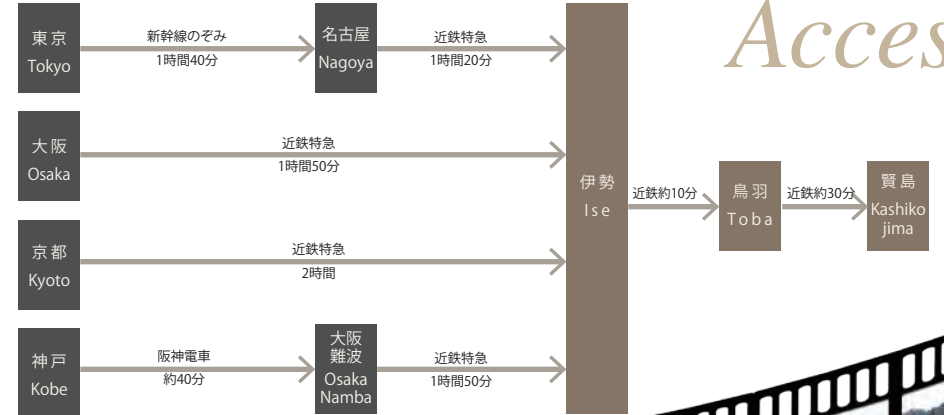 Acces
東京
Tokyo
新幹線のぞみ
1時間40分
名古屋
Nagoya
近鉄特急
1時間20分
大阪
Osaka
近鉄特急
1時間50分
京都
Kyoto
近鉄特急
2時間
神戸
Kobe
阪神電車
約40分
大阪
難波
Osaka
Namba
近鉄特急
1時間50分
伊勢
Ise
近鉄約10分
鳥羽
Toba
近鉄約30分
賢島
Kashiko
jima